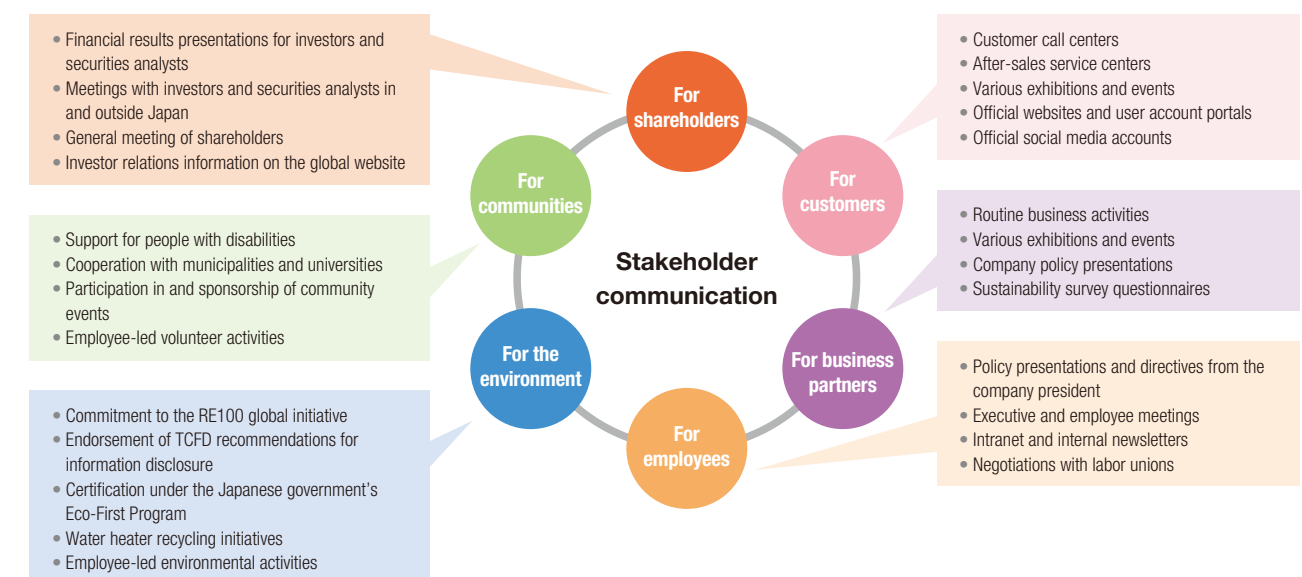 • Financial results presentations for investors and
securities analysts
• Meetings with investors and securities analysts in
and outside Japan
• General meeting of shareholders
• Investor relations information on the global website
• Support for people with disabilities
• Cooperation with municipalities and universities
• Participation in and sponsorship of community
events
• Employee-led volunteer activities
• Commitment to the RE100 global initiative
• Endorsement of TCFD recommendations for
information disclosure
• Certification under the Japanese government’s
Eco-First Program
• Water heater recycling initiatives
• Employee-led environmental activities
For
shareholders
For
communities
For
customers
Stakeholder
communication
For the
environment
For business
partners
For
employees
• Customer call centers
• After-sales service centers
• Various exhibitions and events
• Official websites and user account portals
• Official social media accounts
• Routine business activities
• Various exhibitions and events
• Company policy presentations
• Sustainability survey questionnaires
• Policy presentations and directives from the
company president
• Executive and employee meetings
• Intranet and internal newsletters
• Negotiations with labor unions